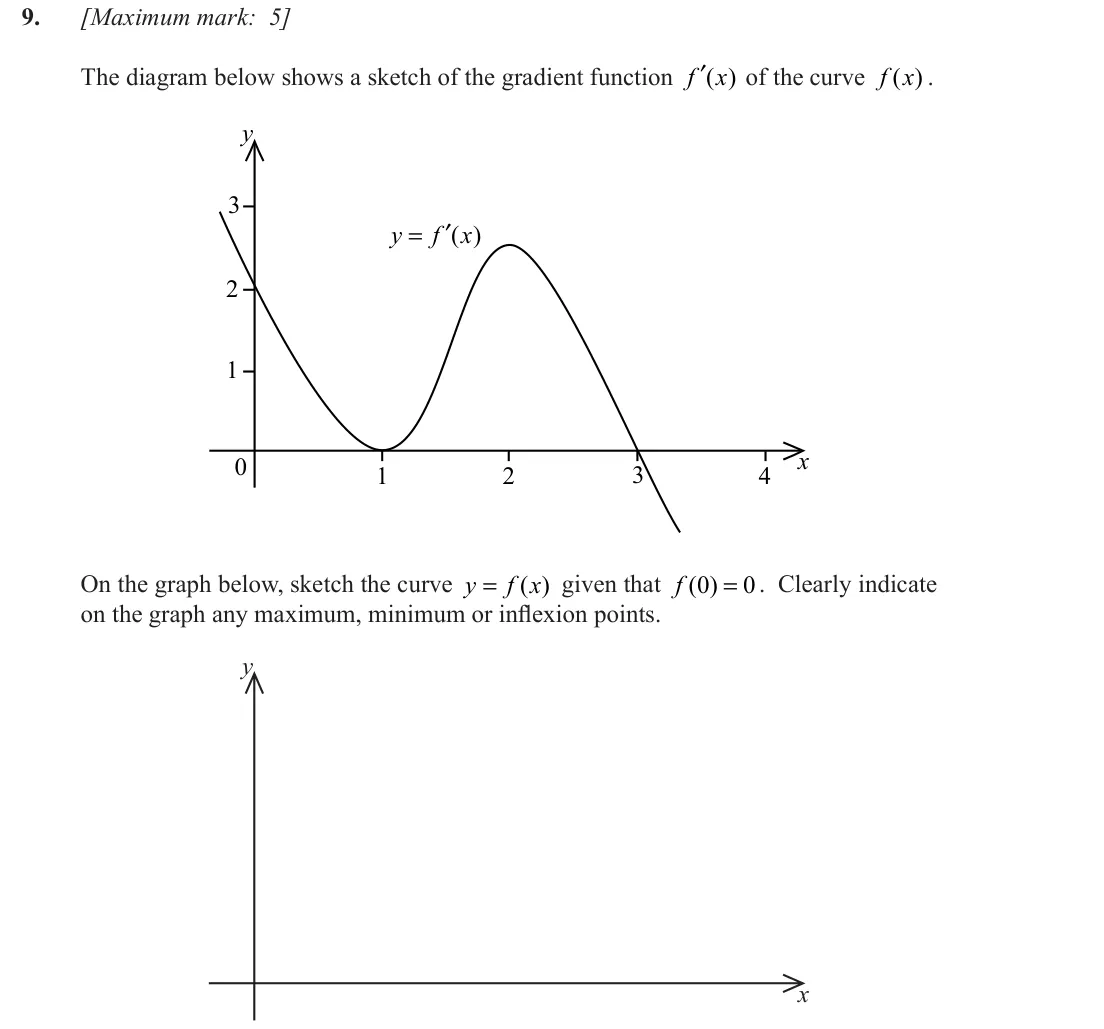 9. [Maximum mark: 5]
The diagram below shows a sketch of the gradient function f′(x) of the curve f(x).
y
3
y = f′(x)
2
1
0
1
2
3
4
x
On the graph below, sketch the curve y = f(x) given that f(0) = 0. Clearly indicate
on the graph any maximum, minimum or inflexion points.
y
x